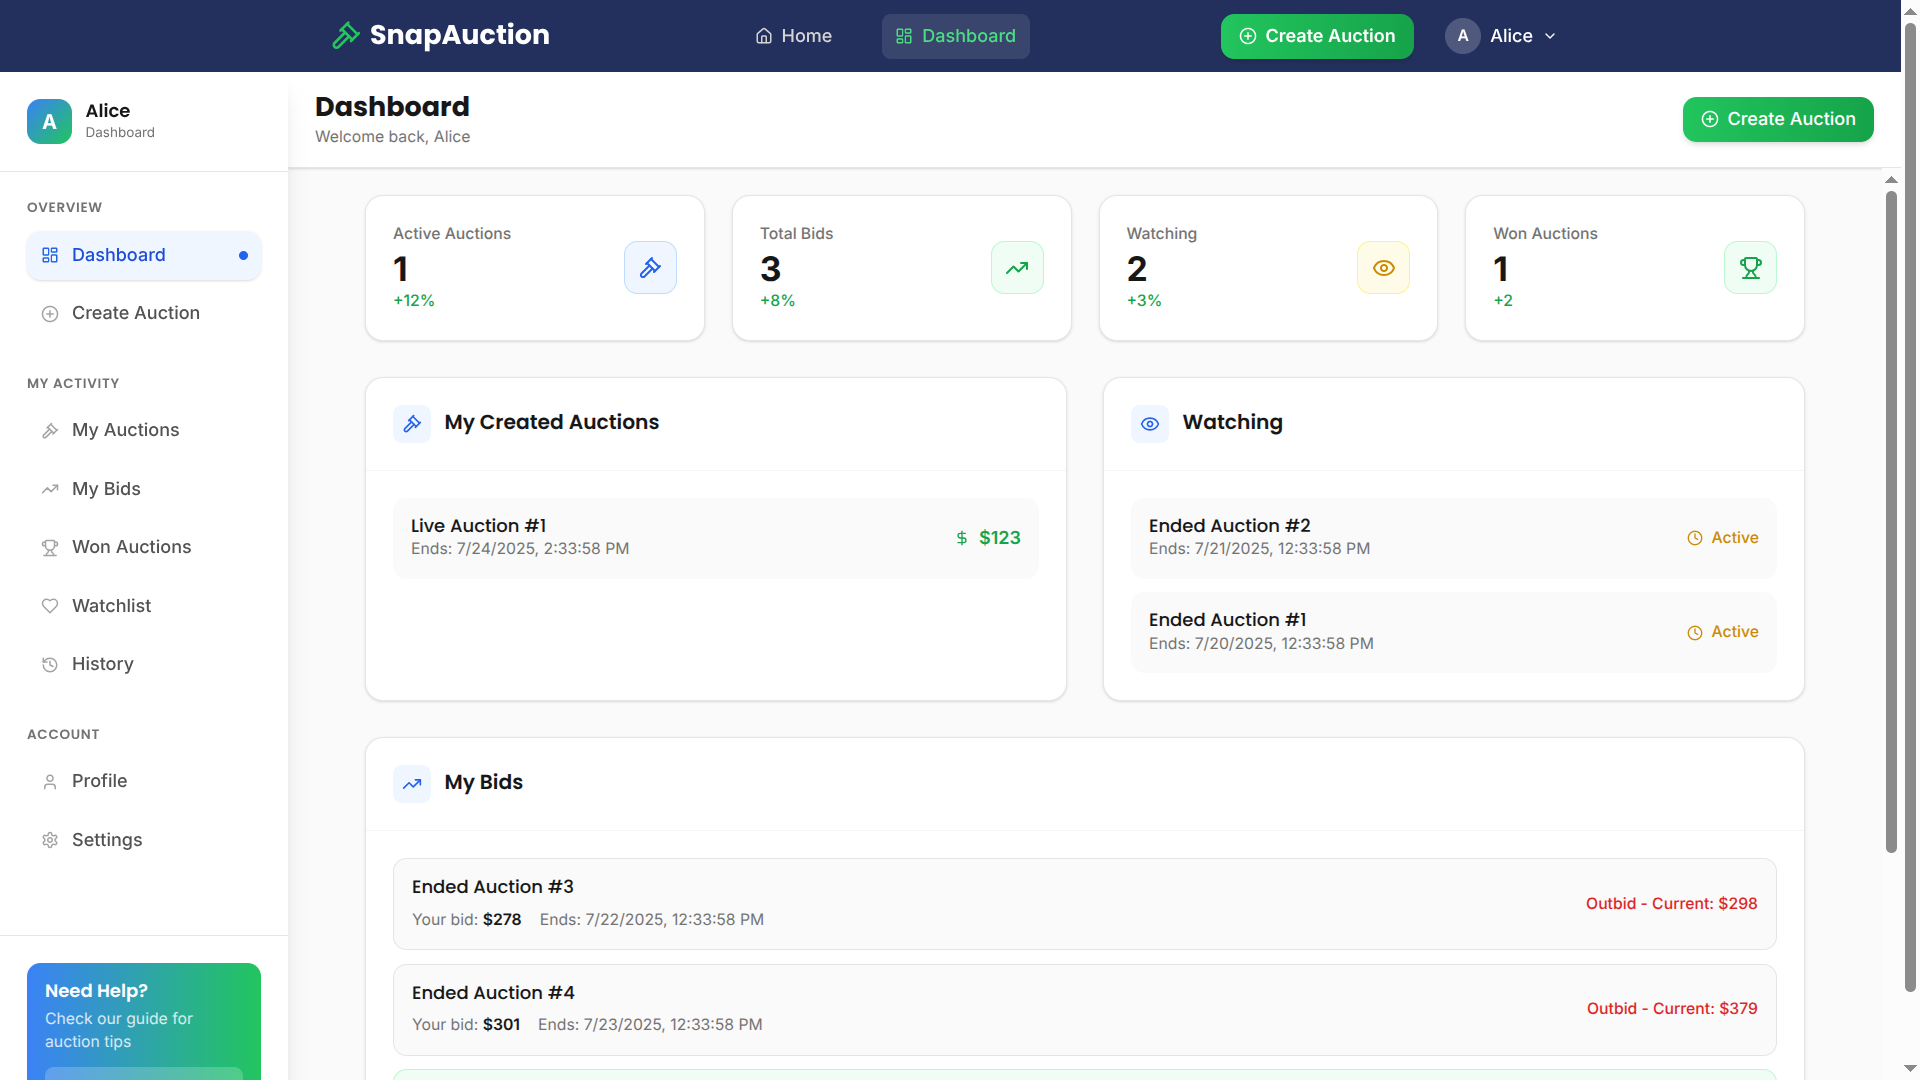 SnapAuction
Home
Dashboard
Create Auction
A
Alice
A
Alice
Dashboard
OVERVIEW
Dashboard
Create Auction
MY ACTIVITY
My Auctions
My Bids
Won Auctions
Watchlist
History
ACCOUNT
Profile
Settings
Need Help?
Check our guide for
auction tips
Dashboard
Welcome back, Alice
Create Auction
Active Auctions
1
+12%
Total Bids
3
+8%
Watching
2
+3%
Won Auctions
1
+2
My Created Auctions
Live Auction #1
Ends: 7/24/2025, 2:33:58 PM
$ $123
Watching
Ended Auction #2
Ends: 7/21/2025, 12:33:58 PM
Active
Ended Auction #1
Ends: 7/20/2025, 12:33:58 PM
Active
My Bids
Ended Auction #3
Your bid: $278 Ends: 7/22/2025, 12:33:58 PM
Outbid - Current: $298
Ended Auction #4
Your bid: $301 Ends: 7/23/2025, 12:33:58 PM
Outbid - Current: $379